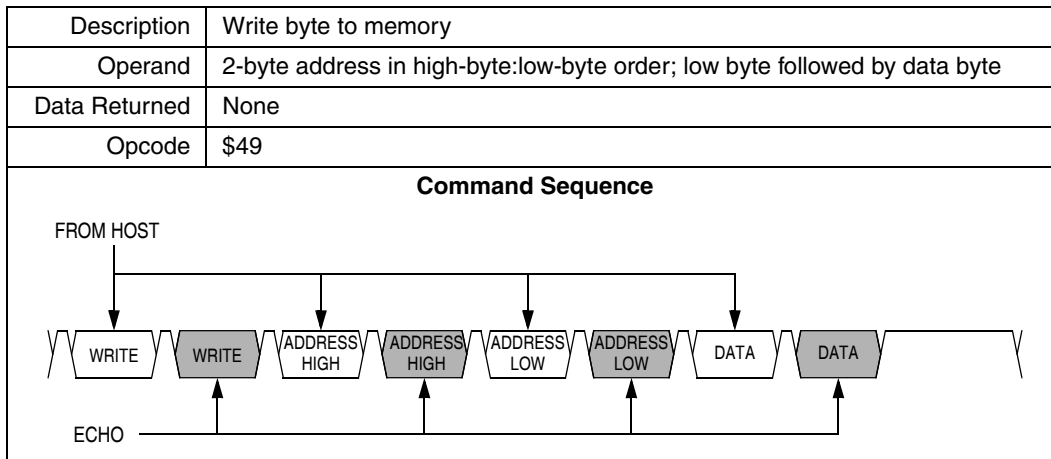 Description Write byte to memory
Operand 2-byte address in high-byte:low-byte order; low byte followed by data byte
Data Returned None
Opcode $49
Command Sequence
FROM HOST
WRITE WRITE ADDRESS HIGH ADDRESS HIGH ADDRESS LOW ADDRESS LOW DATA DATA
ECHO